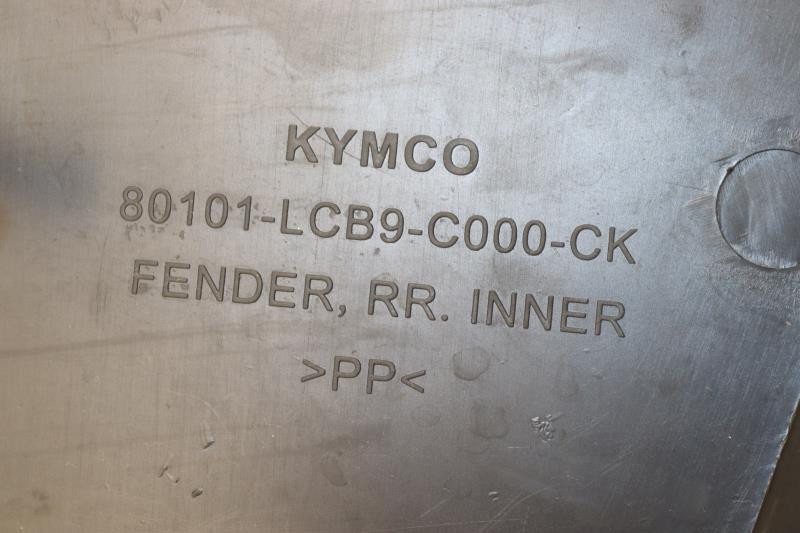 KYMCO
80101-LCB9-C000-CK
FENDER, RR. INNER
>PP<